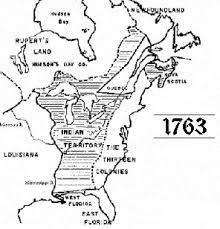 NEWFOUNDLAND
HUDSON
BAY
RUPERT'S
LAND
HUDSON'S BAY CO.
QUEBEC
NOVA
SCOTIA
1763
INDIAN
TERRITORY
THE
THIRTEEN
COLONIES
LOUISIANA
WEST
FLORIDA
EAST
FLORIDA